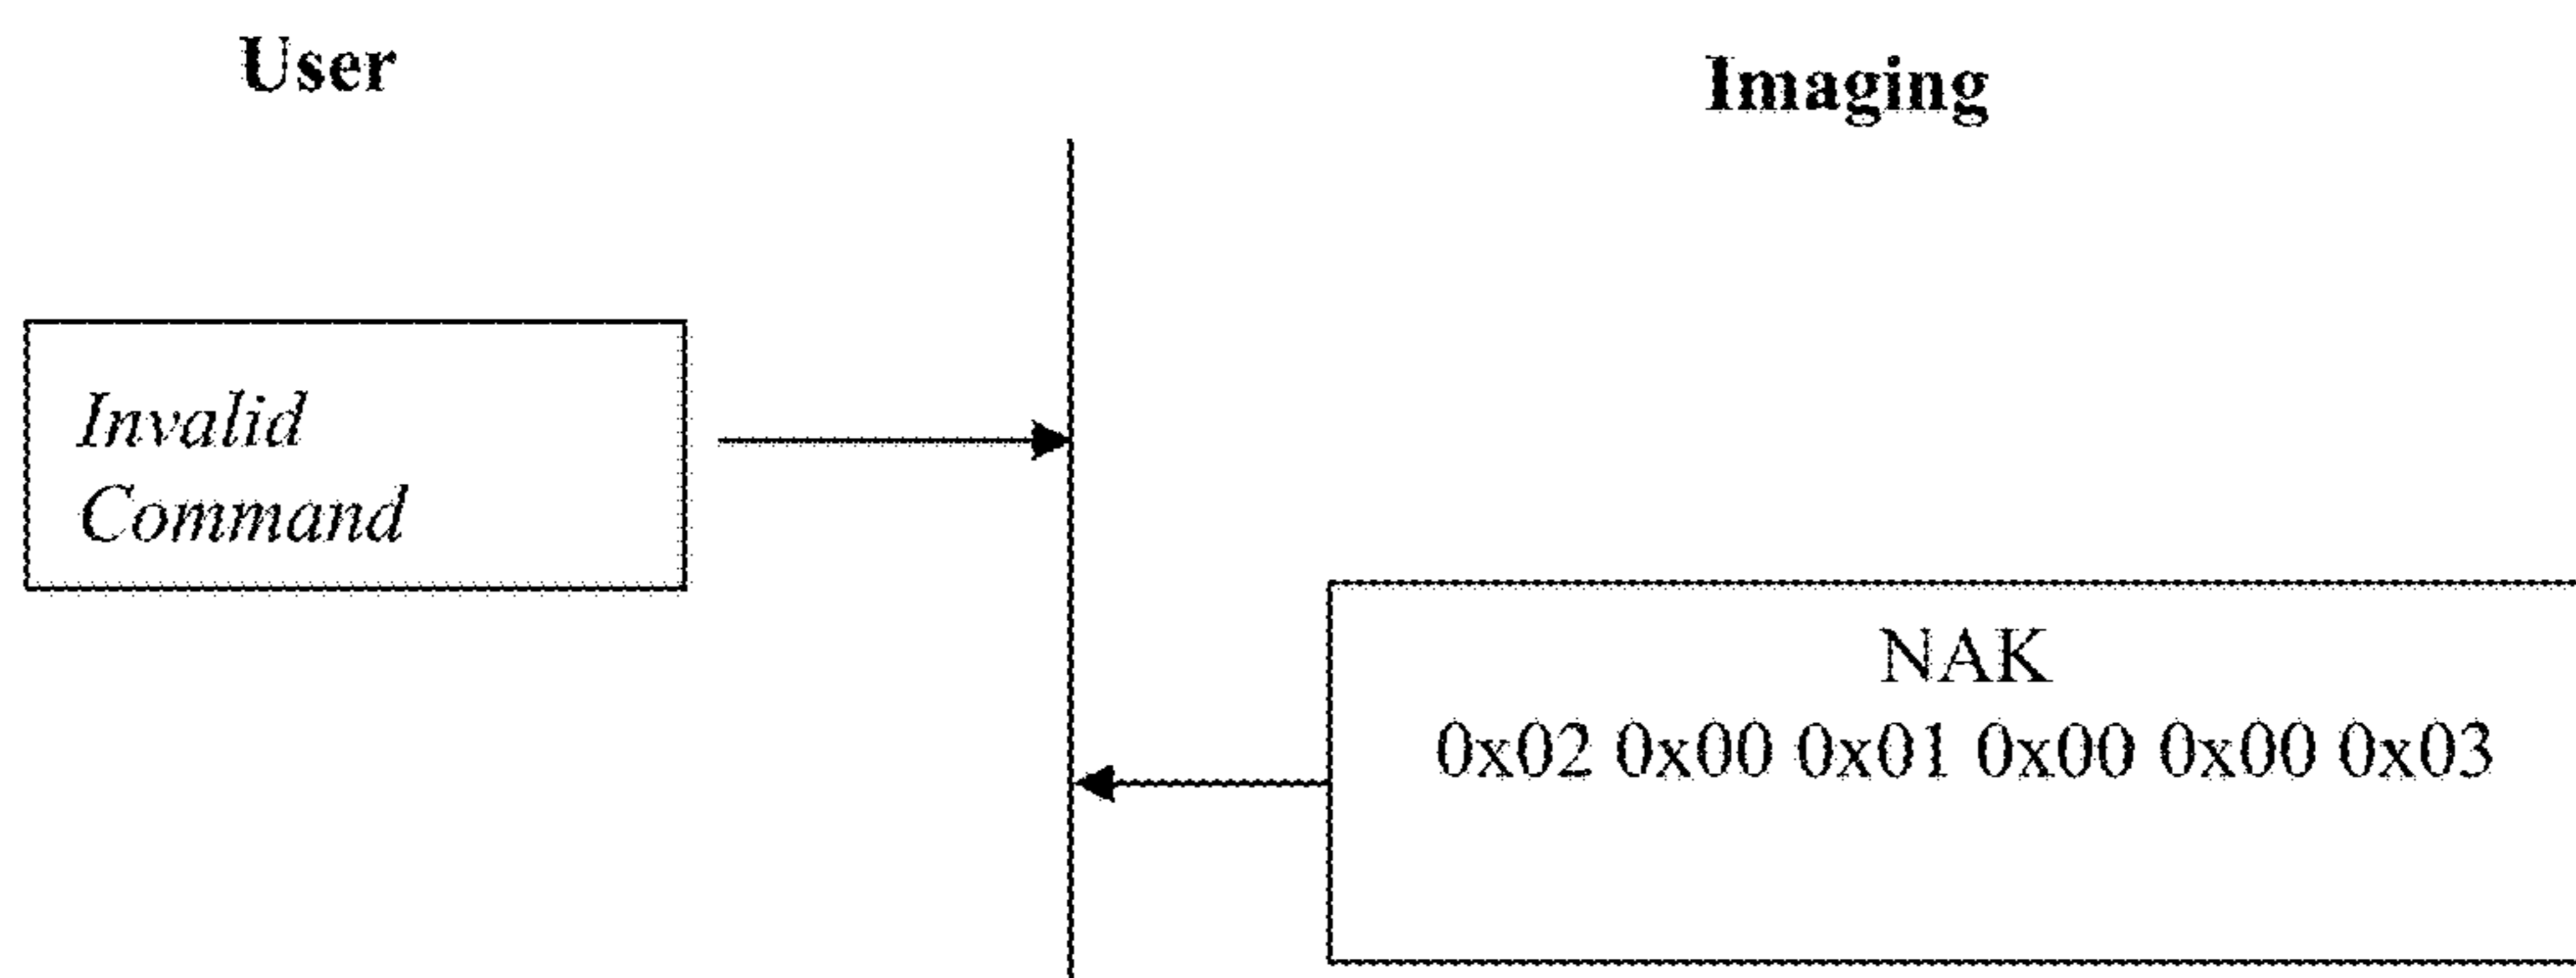 User
Imaging
Invalid
Command
NAK
0x02 0x00 0x01 0x00 0x00 0x03